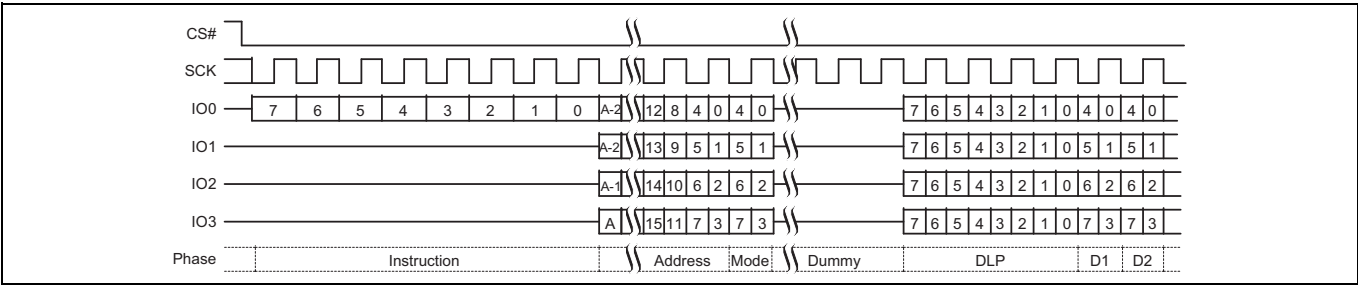 CS#
SCK
IO0 7 6 5 4 3 2 1 0 A-2 12 8 4 0 4 0 7 6 5 4 3 2 1 0 4 0 4 0
IO1 A-2 13 9 5 1 5 1 7 6 5 4 3 2 1 0 5 1 5 1
IO2 A-1 14 10 6 2 6 2 7 6 5 4 3 2 1 0 6 2 6 2
IO3 A 15 11 7 3 7 3 7 6 5 4 3 2 1 0 7 3 7 3
Phase Instruction Address Mode Dummy DLP D1 D2